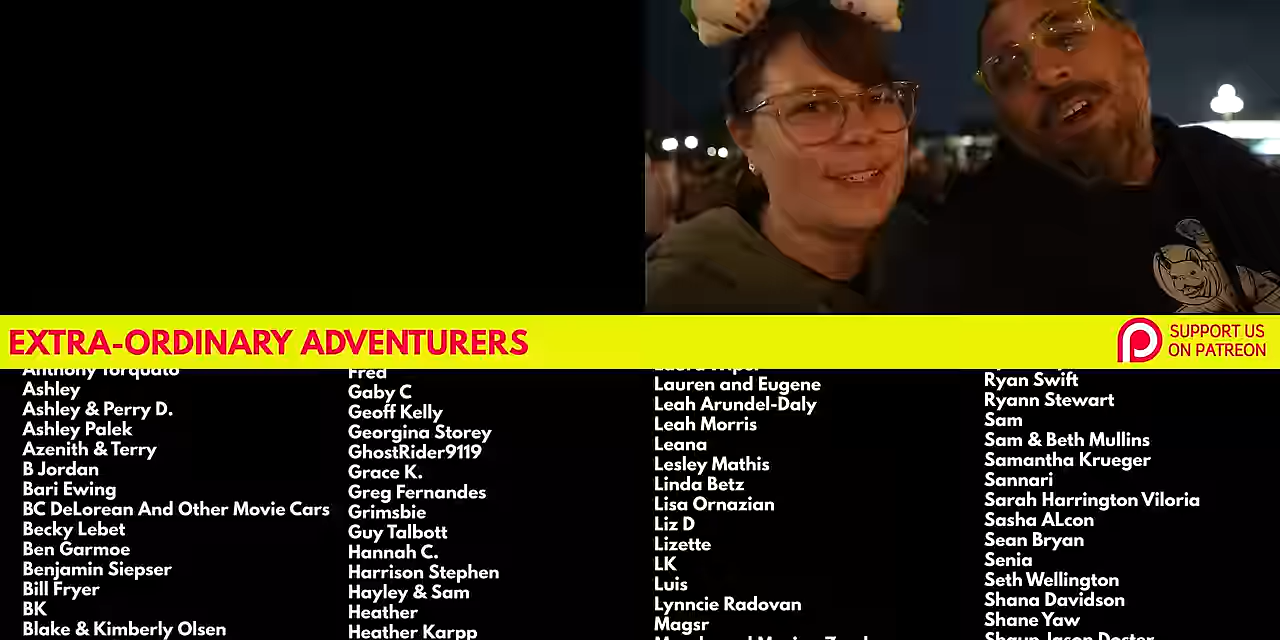 EXTRA-ORDINARY ADVENTURERS
SUPPORT US
ON PATREON
Anthony Torquato
Ashley
Ashley & Perry D.
Ashley Palek
Azenith & Terry
B Jordan
Bari Ewing
BC DeLorean And Other Movie Cars
Becky Lebet
Ben Garmoe
Benjamin Siepser
Bill Fryer
BK
Blake & Kimberly Olsen
Fred
Gaby C
Geoff Kelly
Georgina Storey
GhostRider9119
Grace K.
Greg Fernandes
Grimsbie
Guy Talbott
Hannah C.
Harrison Stephen
Hayley & Sam
Heather
Heather Karpp
Lauren and Eugene
Leah Arundel-Daly
Leah Morris
Leana
Lesley Mathis
Linda Betz
Lisa Ornazian
Liz D
Lizette
LK
Luis
Lynncie Radovan
Magsr
Ryan Swift
Ryann Stewart
Sam
Sam & Beth Mullins
Samantha Krueger
Sannari
Sarah Harrington Viloria
Sasha ALcon
Sean Bryan
Senia
Seth Wellington
Shana Davidson
Shane Yaw